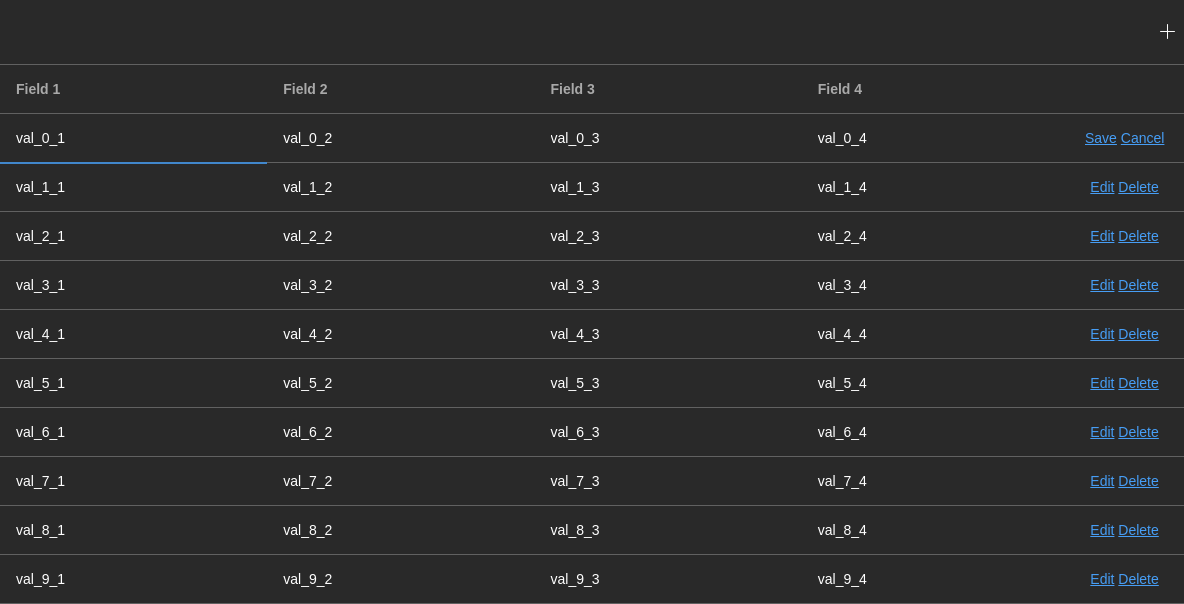 Field 1 Field 2 Field 3 Field 4
val_0_1 val_0_2 val_0_3 val_0_4 Save Cancel
val_1_1 val_1_2 val_1_3 val_1_4 Edit Delete
val_2_1 val_2_2 val_2_3 val_2_4 Edit Delete
val_3_1 val_3_2 val_3_3 val_3_4 Edit Delete
val_4_1 val_4_2 val_4_3 val_4_4 Edit Delete
val_5_1 val_5_2 val_5_3 val_5_4 Edit Delete
val_6_1 val_6_2 val_6_3 val_6_4 Edit Delete
val_7_1 val_7_2 val_7_3 val_7_4 Edit Delete
val_8_1 val_8_2 val_8_3 val_8_4 Edit Delete
val_9_1 val_9_2 val_9_3 val_9_4 Edit Delete